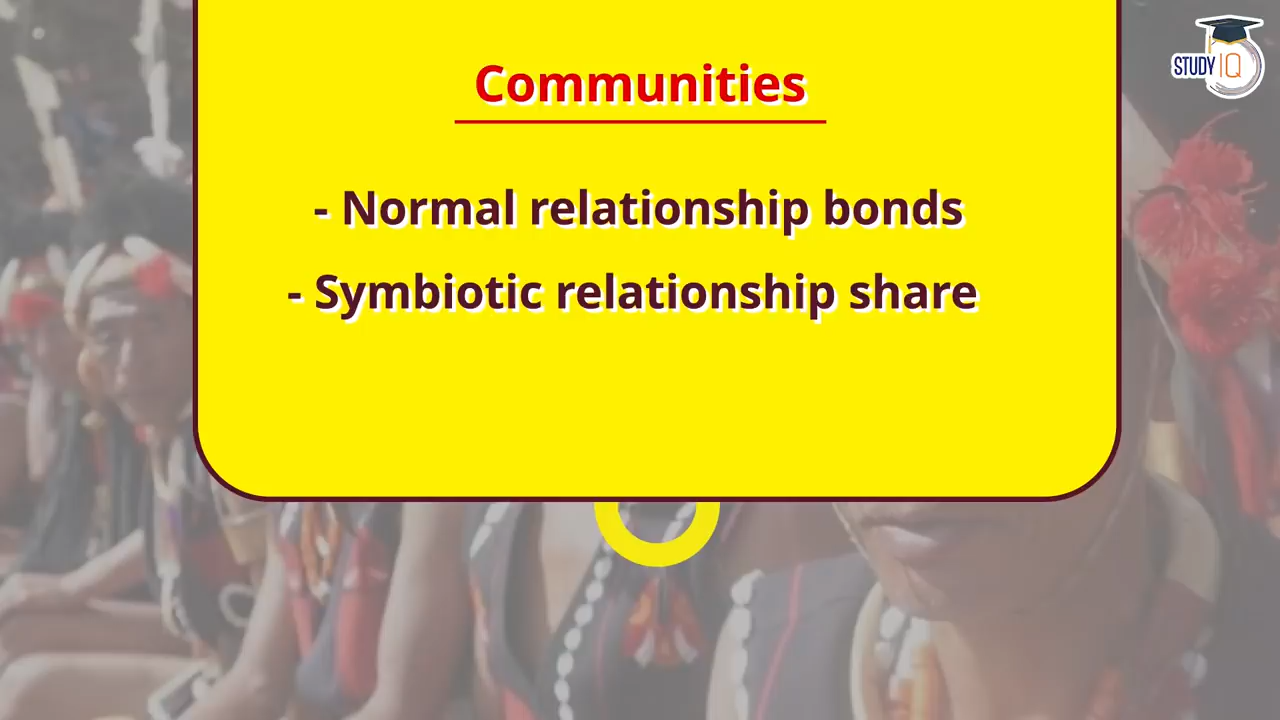 STUDY IQ
Communities
- Normal relationship bonds
- Symbiotic relationship share